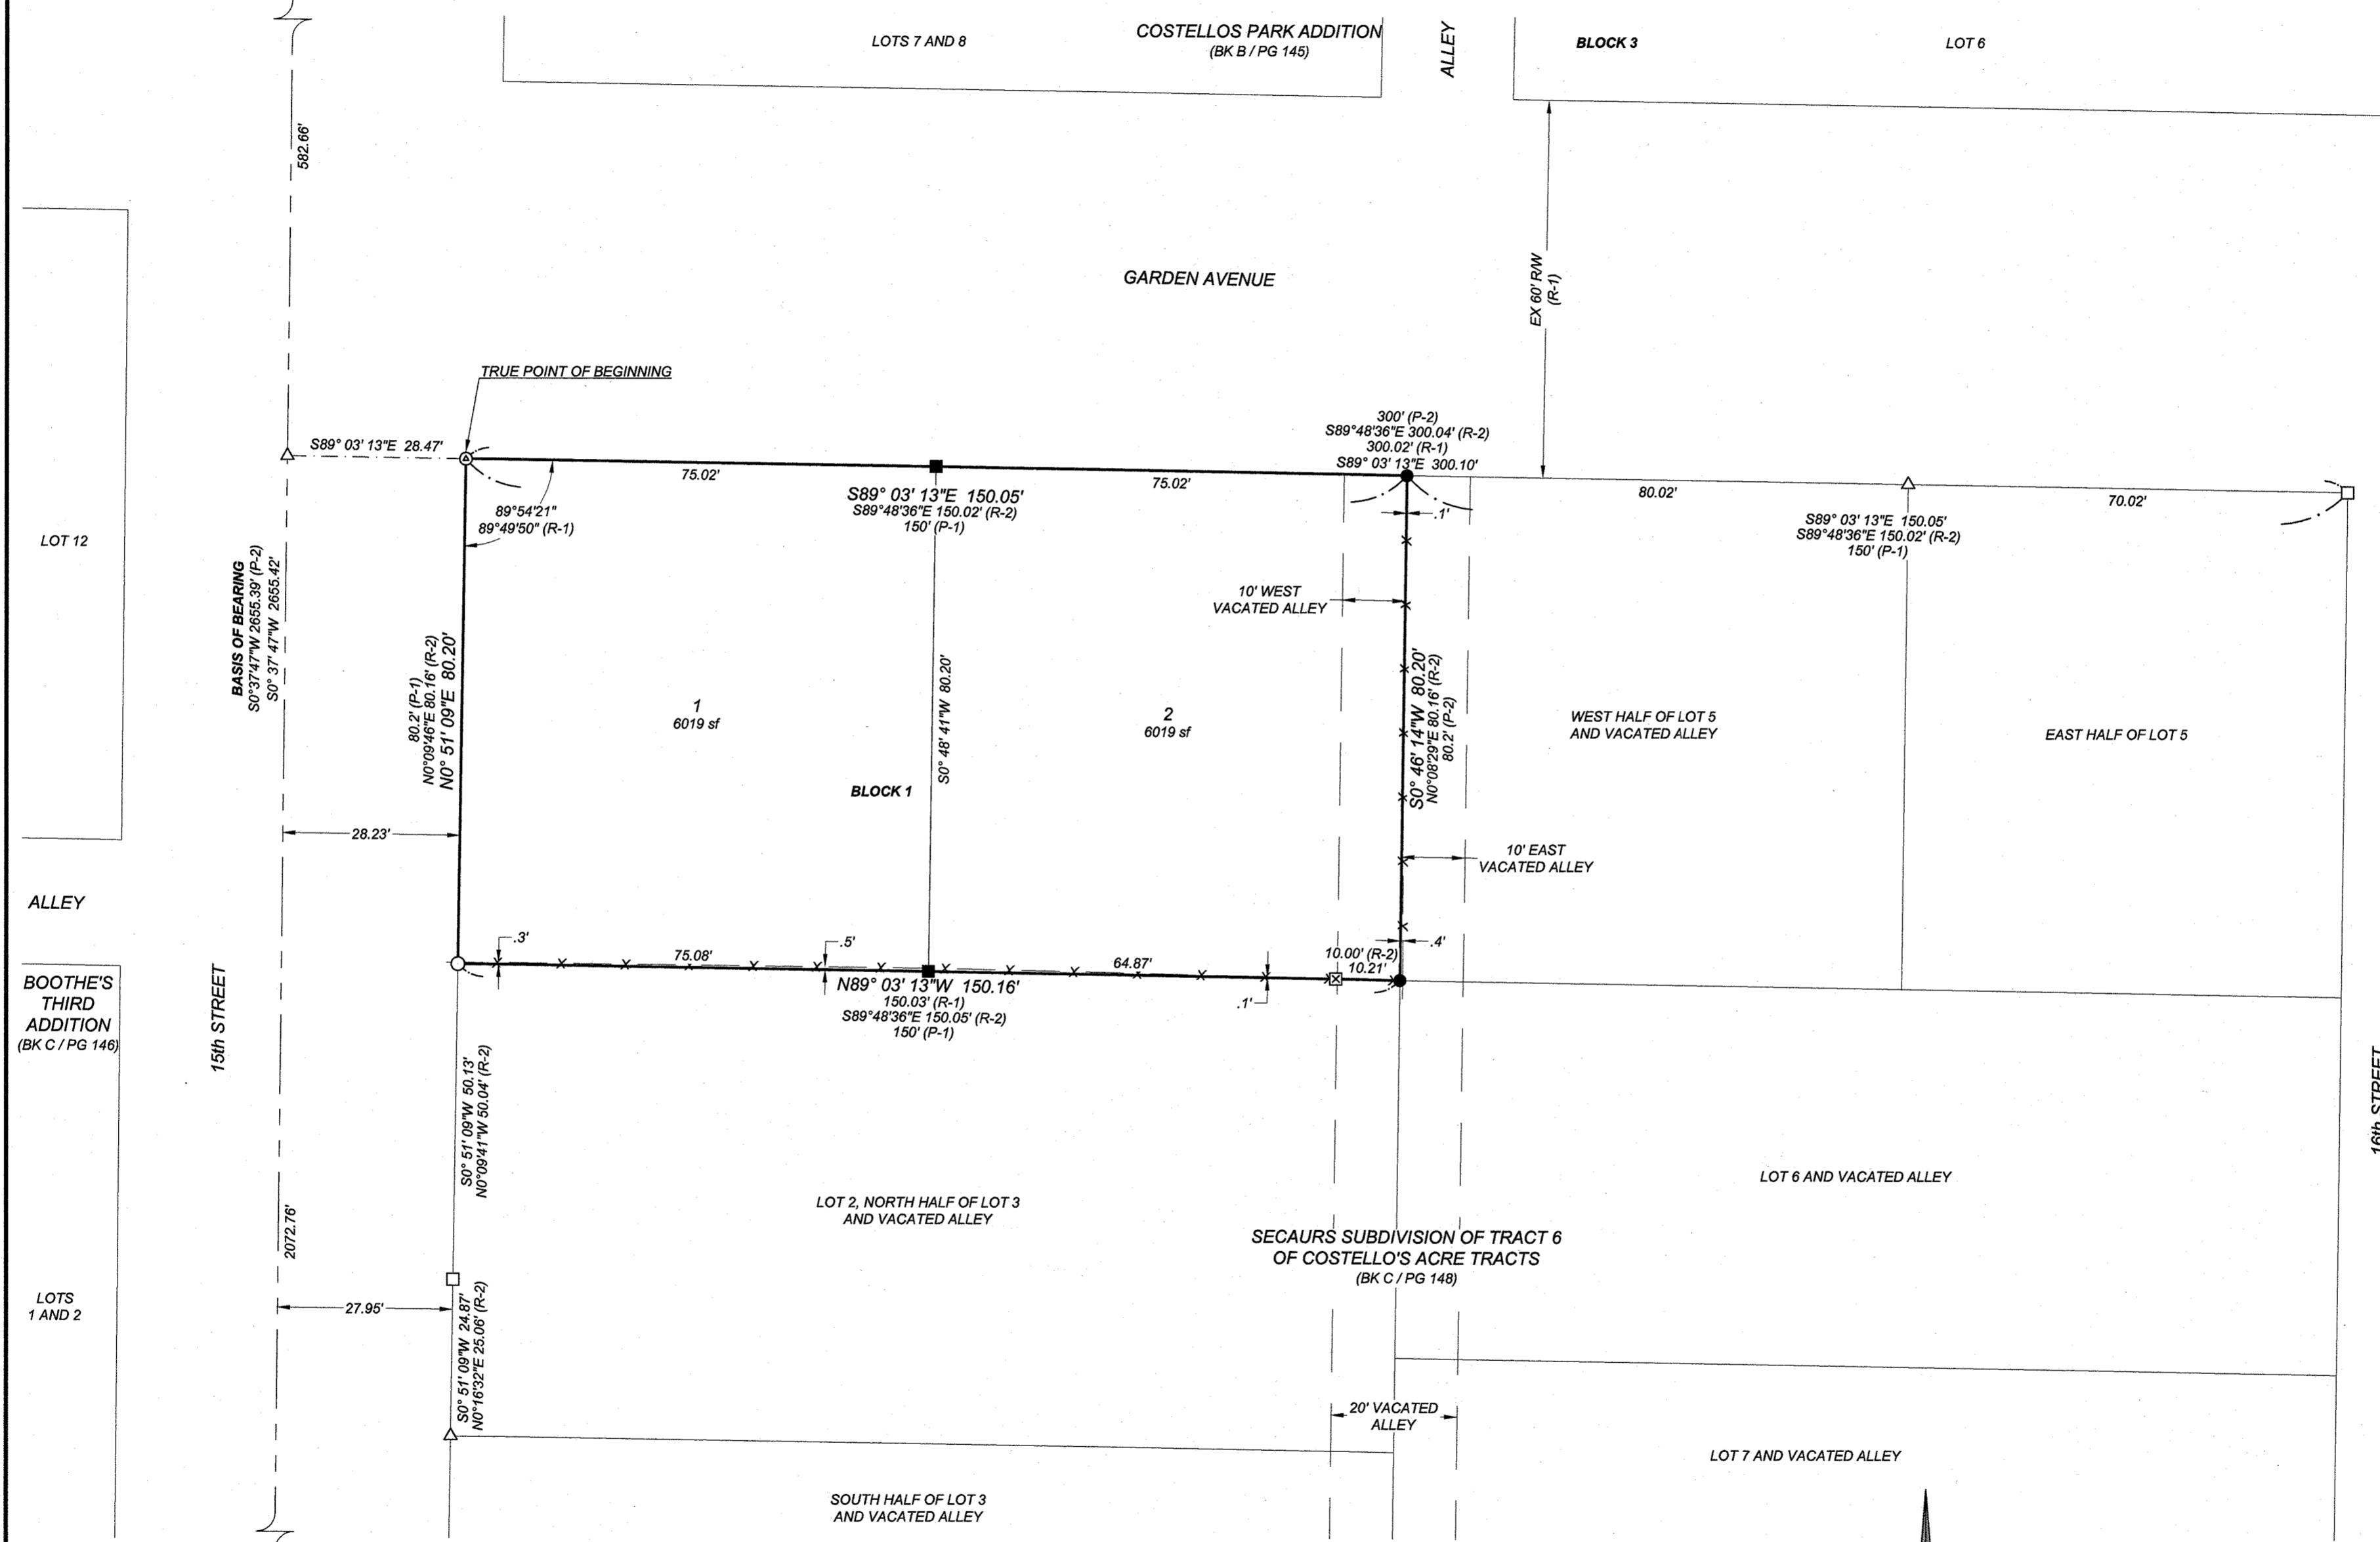 LOTS 7 AND 8
COSTELLOS PARK ADDITION
(BK B / PG 145)
ALLEY
BLOCK 3
LOT 6
582.66'
GARDEN AVENUE
EX 60' R/W
(R-1)
TRUE POINT OF BEGINNING
S89° 03' 13"E 28.47'
75.02'
S89° 03' 13"E 150.05'
S89°48'36"E 150.02' (R-2)
150' (P-1)
75.02'
300' (P-2)
S89°48'36"E 300.04' (R-2)
300.02' (R-1)
S89° 03' 13"E 300.10'
.1'
80.02'
S89° 03' 13"E 150.05'
S89°48'36"E 150.02' (R-2)
150' (P-1)
70.02'
89°54'21"
89°49'50" (R-1)
LOT 12
BASIS OF BEARING
S0°37'47"W 2655.39' (P-2)
S0° 37' 47"W 2655.42'
80.2' (P-1)
N0°09'46"E 80.16' (R-2)
N0° 51' 09"E 80.20'
10' WEST
VACATED ALLEY
1
6019 sf
BLOCK 1
S0° 48' 41"W 80.20'
2
6019 sf
S0° 46' 14"W 80.20'
N0°08'29"E 80.16' (R-2)
80.2' (P-2)
WEST HALF OF LOT 5
AND VACATED ALLEY
EAST HALF OF LOT 5
28.23'
10' EAST
VACATED ALLEY
ALLEY
.3'
75.08'
.5'
64.87'
10.00' (R-2)
10.21'
.4'
.1'
N89° 03' 13"W 150.16'
150.03' (R-1)
S89°48'36"E 150.05' (R-2)
150' (P-1)
BOOTHE'S
THIRD
ADDITION
(BK C / PG 146)
15th STREET
S0° 51' 09"W 50.13'
N0°09'41"W 50.04' (R-2)
16th STREET
2072.76'
LOT 2, NORTH HALF OF LOT 3
AND VACATED ALLEY
LOT 6 AND VACATED ALLEY
SECAURS SUBDIVISION OF TRACT 6
OF COSTELLO'S ACRE TRACTS
(BK C / PG 148)
LOTS
1 AND 2
27.95'
S0° 51' 09"W 24.87'
N0°16'32"E 25.06' (R-2)
20' VACATED
ALLEY
LOT 7 AND VACATED ALLEY
SOUTH HALF OF LOT 3
AND VACATED ALLEY